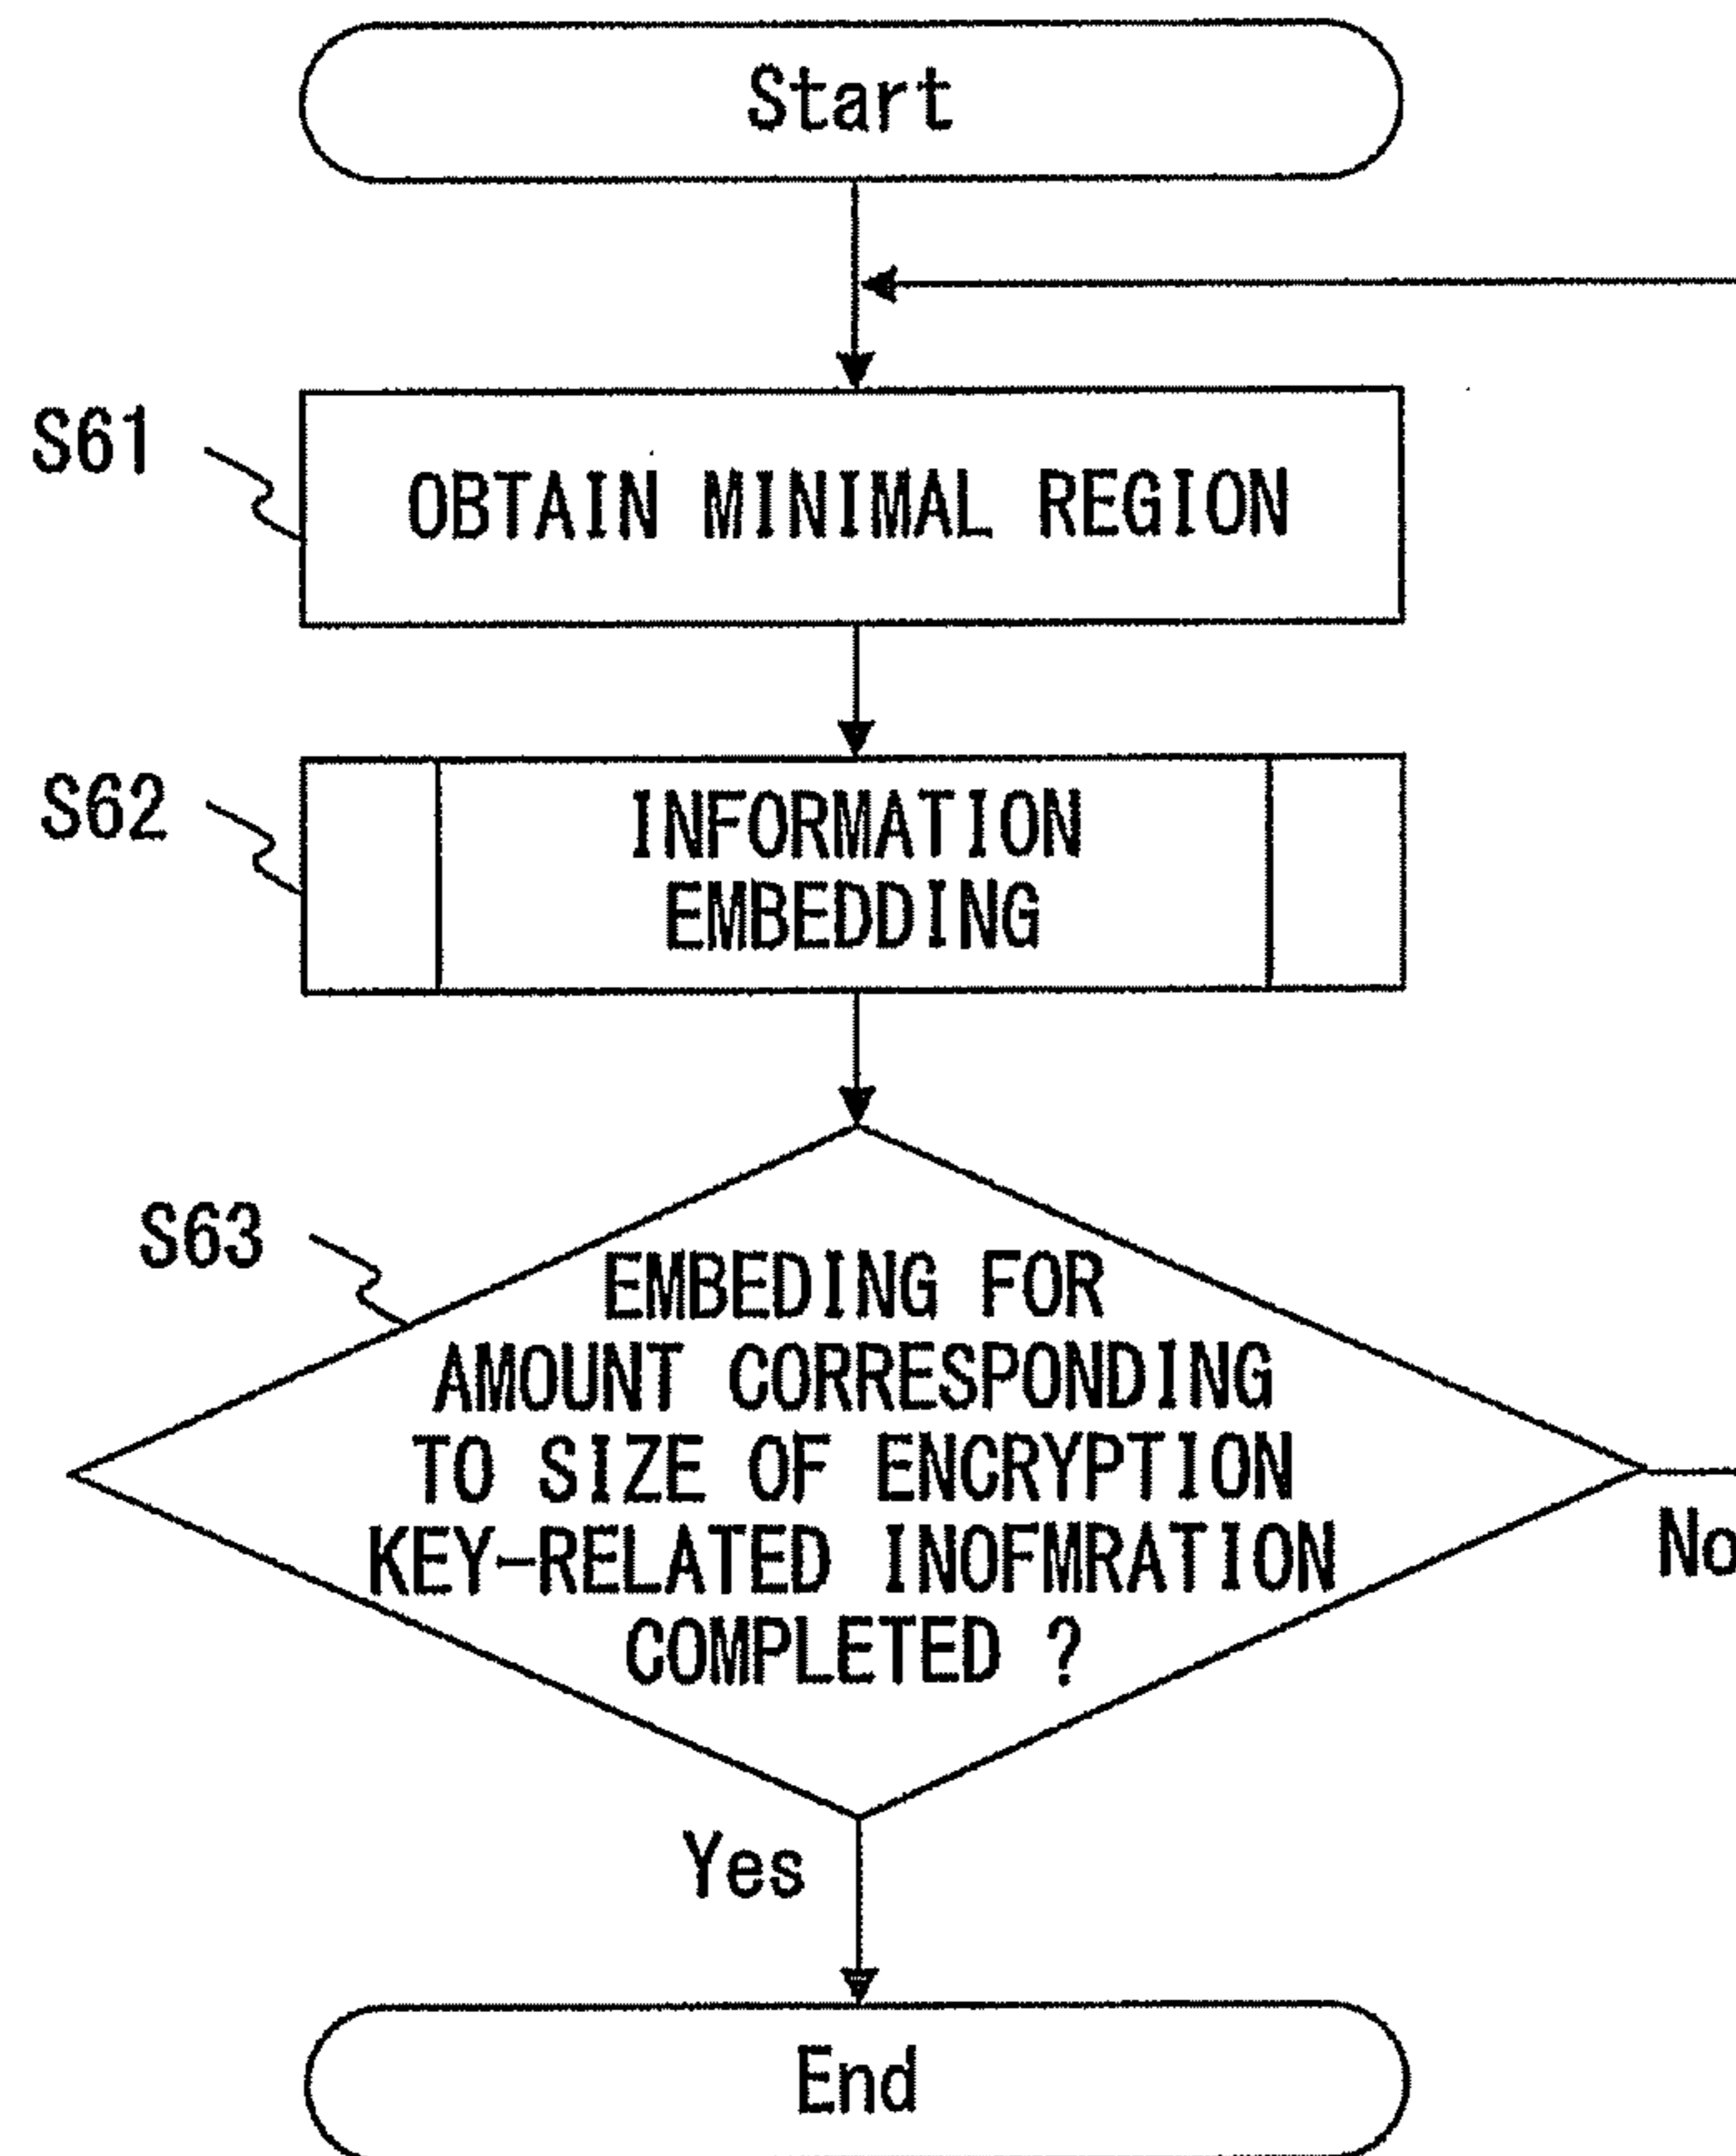 Start
S61
OBTAIN MINIMAL REGION
S62
INFORMATION
EMBEDDING
S63
EMBEDING FOR
AMOUNT CORRESPONDING
TO SIZE OF ENCRYPTION
KEY-RELATED INOFMRATION
COMPLETED ?
No
Yes
End